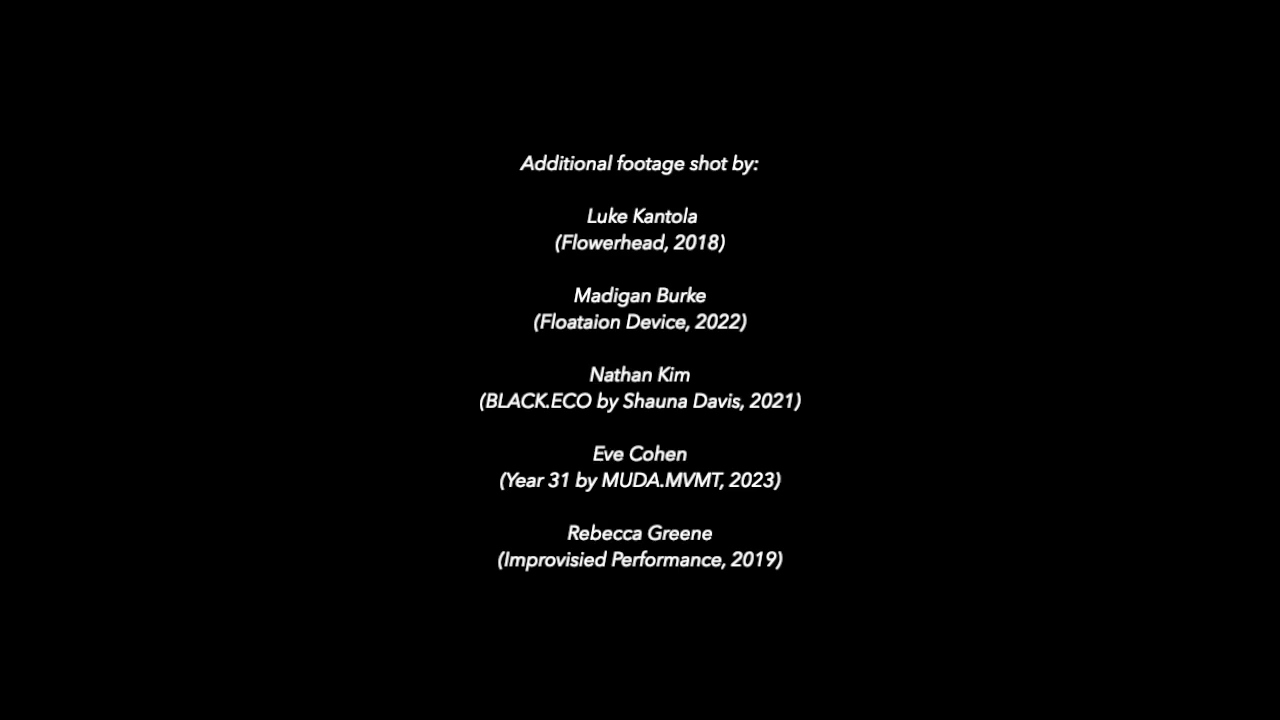 Additional footage shot by:
Luke Kantola
(Flowerhead, 2018)
Madigan Burke
(Floataion Device, 2022)
Nathan Kim
(BLACK.ECO by Shauna Davis, 2021)
Eve Cohen
(Year 31 by MUDA.MVMT, 2023)
Rebecca Greene
(Improvisied Performance, 2019)